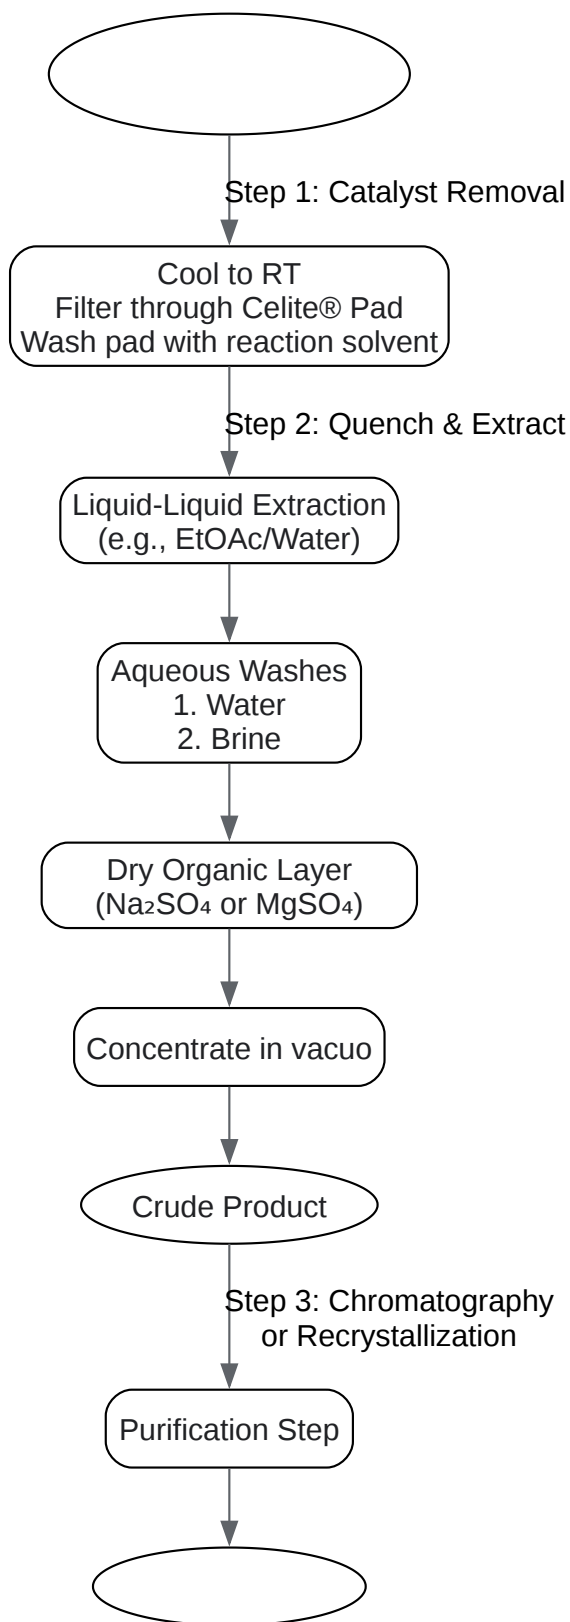 Step 1: Catalyst Removal
Cool to RT
Filter through Celite® Pad
Wash pad with reaction solvent
Step 2: Quench & Extract
Liquid-Liquid Extraction
(e.g., EtOAc/Water)
Aqueous Washes
1. Water
2. Brine
Dry Organic Layer
(Na₂SO₄ or MgSO₄)
Concentrate in vacuo
Crude Product
Step 3: Chromatography
or Recrystallization
Purification Step